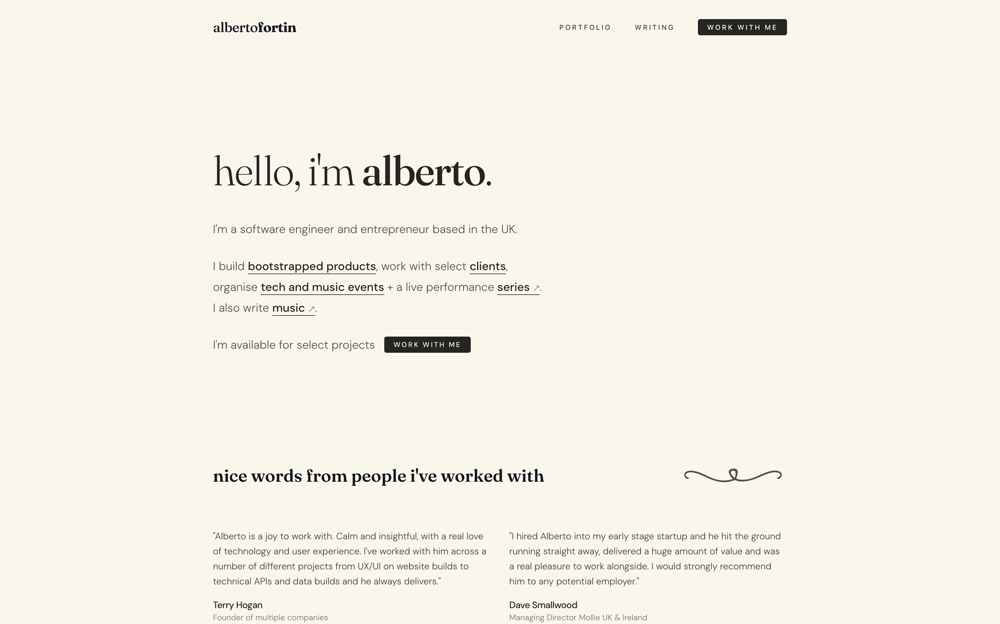 albertofortin
PORTFOLIO
WRITING
WORK WITH ME
hello, i'm alberto.
I'm a software engineer and entrepreneur based in the UK.
I build bootstrapped products, work with select clients,
organise tech and music events + a live performance series ↗.
I also write music ↗.
I'm available for select projects
WORK WITH ME
nice words from people i've worked with
"Alberto is a joy to work with. Calm and insightful, with a real love
of technology and user experience. I've worked with him across a
number of different projects from UX/UI on website builds to
technical APIs and data builds and he always delivers."
Terry Hogan
Founder of multiple companies
"I hired Alberto into my early stage startup and he hit the ground
running straight away, delivered a huge amount of value and was
a real pleasure to work alongside. I would strongly recommend
him to any potential employer."
Dave Smallwood
Managing Director Mollie UK & Ireland